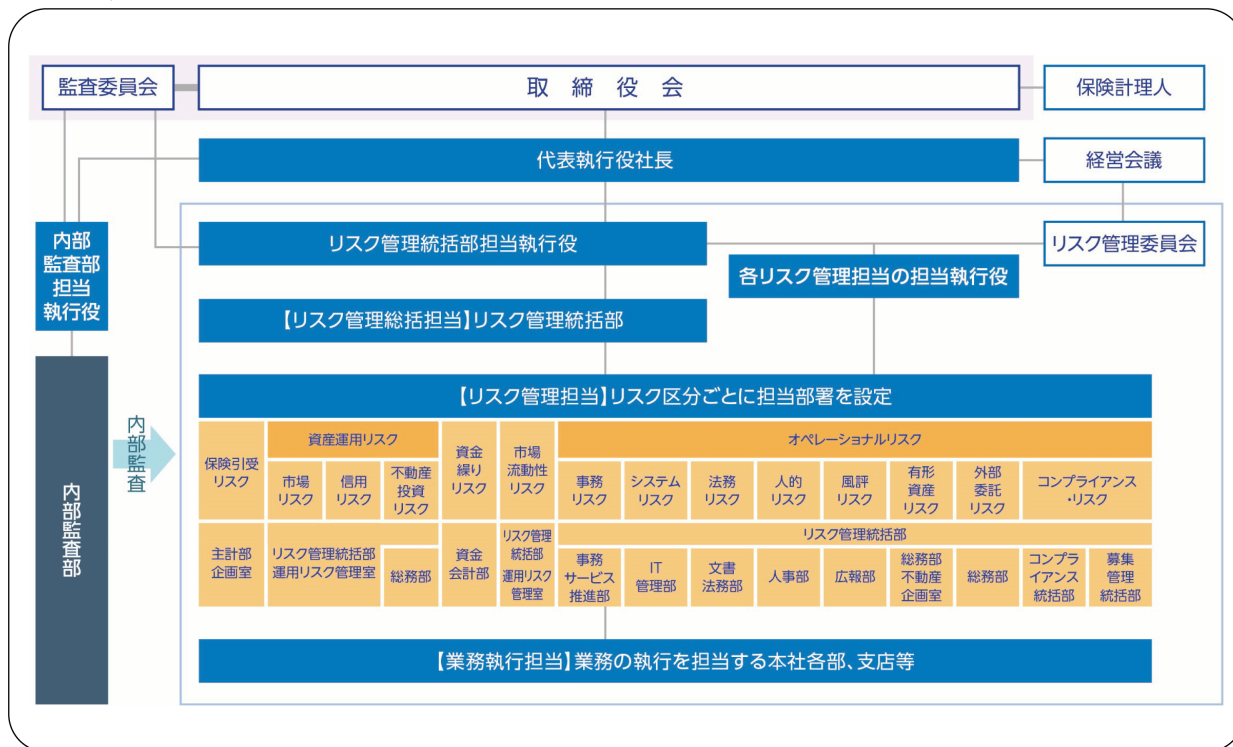 監査委員会
取締役会
保険計理人
代表執行役社長
経営会議
内部
監査部
担当
執行役
リスク管理統括部担当執行役
リスク管理委員会
各リスク管理担当の担当執行役
【リスク管理総括担当】リスク管理統括部
内部監査部
内部監査
【リスク管理担当】リスク区分ごとに担当部署を設定
保険引受
リスク
資産運用リスク
市場
リスク
信用
リスク
不動産
投資
リスク
資金
繰り
リスク
市場
流動性
リスク
オペレーショナルリスク
事務
リスク
システム
リスク
法務
リスク
人的
リスク
風評
リスク
有形
資産
リスク
外部
委託
リスク
コンプライアンス
・リスク
主計部
企画室
リスク管理統括部
運用リスク管理室
総務部
資金
会計部
リスク管理
統括部
運用リスク
管理室
リスク管理統括部
事務
サービス
推進部
IT
管理部
文書
法務部
人事部
広報部
総務部
不動産
企画室
総務部
コンプラ
イアンス
統括部
募集
管理
統括部
【業務執行担当】業務の執行を担当する本社各部、支店等